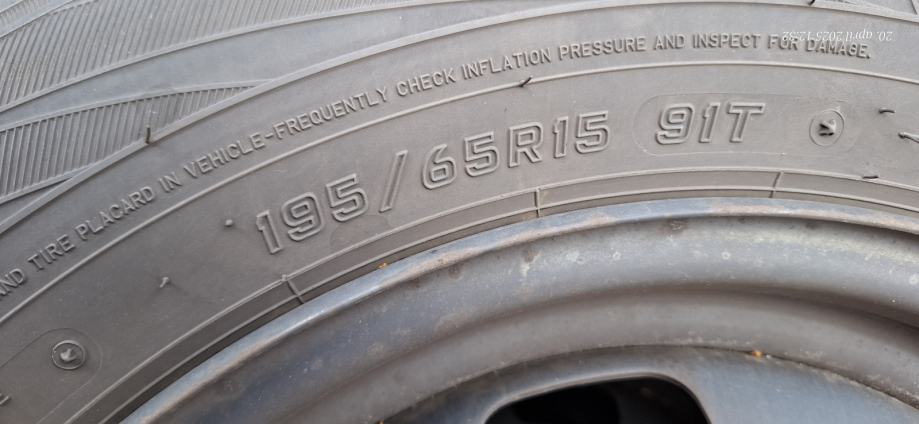 20. april 2025 12:52
AND TIRE PLACARD IN VEHICLE-FREQUENTLY CHECK INFLATION PRESSURE AND INSPECT FOR DAMAGE.
195/65R15 91T